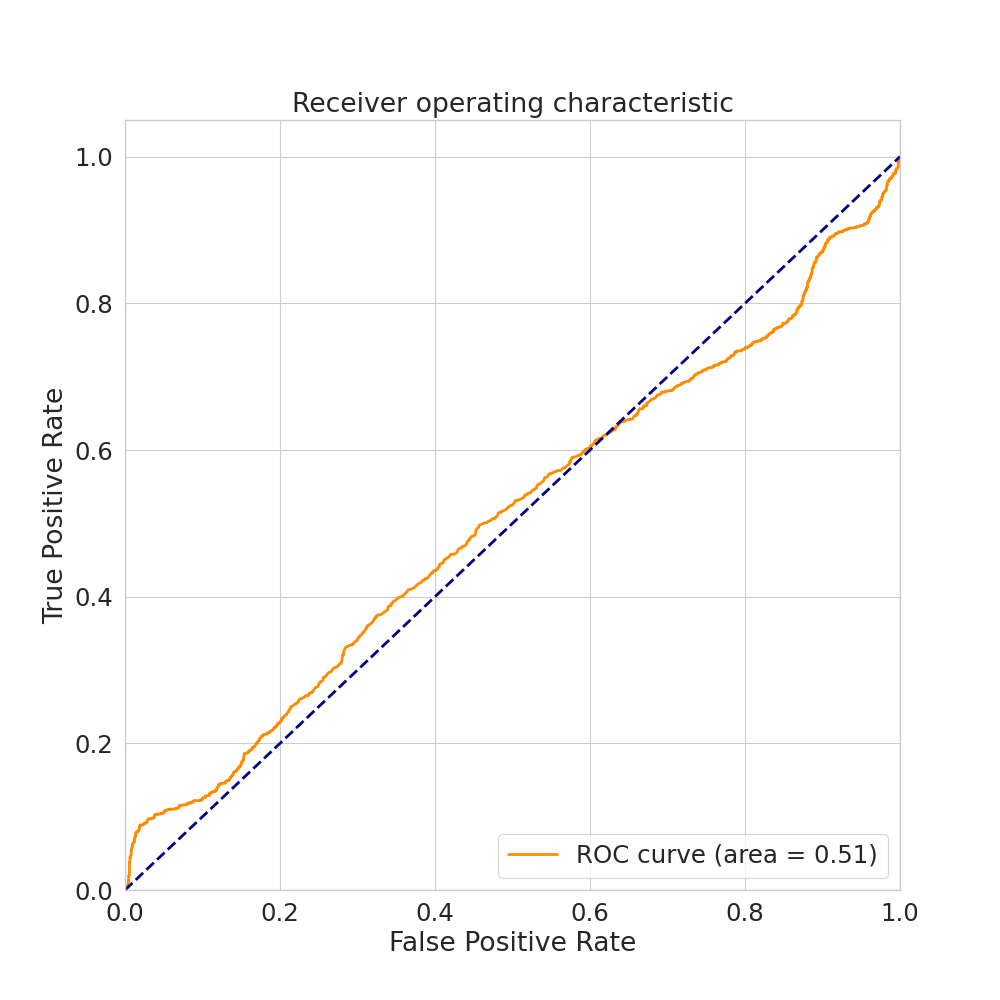 Receiver operating characteristic
True Positive Rate
1.0
0.8
0.6
0.4
0.2
0.0
ROC curve (area = 0.51)
0.0 0.2 0.4 0.6 0.8 1.0
False Positive Rate